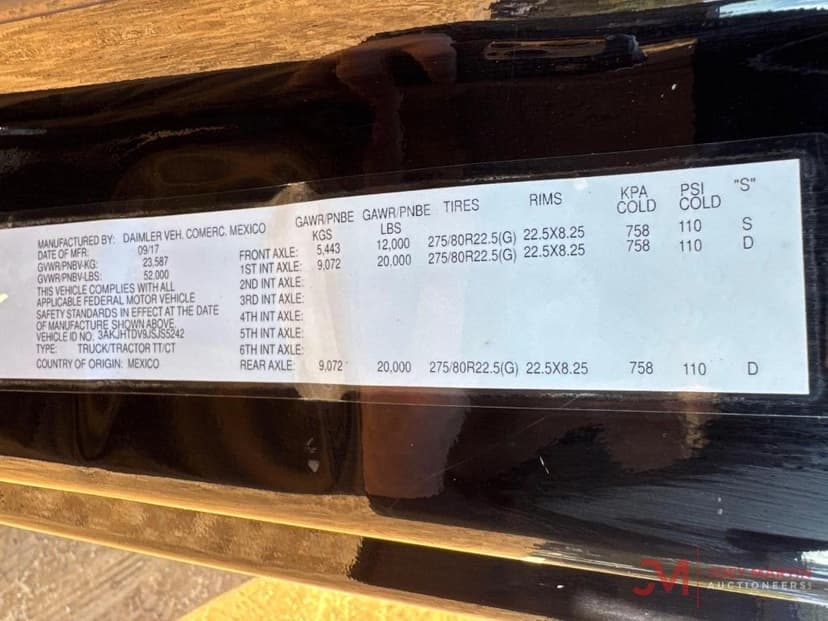 GAWR/PNBE GAWR/PNBE TIRES RIMS KPA PSI "S"
MANUFACTURED BY: DAIMLER VEH. COMERC. MEXICO KGS LBS COLD COLD
DATE OF MFR: 09/17 FRONT AXLE: 5,443 12,000 275/80R22.5(G) 22.5X8.25 758 110 S
GVWR/PNBV-KG: 23,587 1ST INT AXLE: 9,072 20,000 275/80R22.5(G) 22.5X8.25 758 110 D
GVWR/PNBV-LBS: 52,000 2ND INT AXLE:
THIS VEHICLE COMPLIES WITH ALL
APPLICABLE FEDERAL MOTOR VEHICLE 3RD INT AXLE:
SAFETY STANDARDS IN EFFECT AT THE DATE 4TH INT AXLE:
OF MANUFACTURE SHOWN ABOVE.
VEHICLE ID NO: 3AKJHTDV9JSJS5242 5TH INT AXLE:
TYPE: TRUCK/TRACTOR TT/CT 6TH INT AXLE:
COUNTRY OF ORIGIN: MEXICO REAR AXLE: 9,072 20,000 275/80R22.5(G) 22.5X8.25 758 110 D
JM
AUCTIONEERS